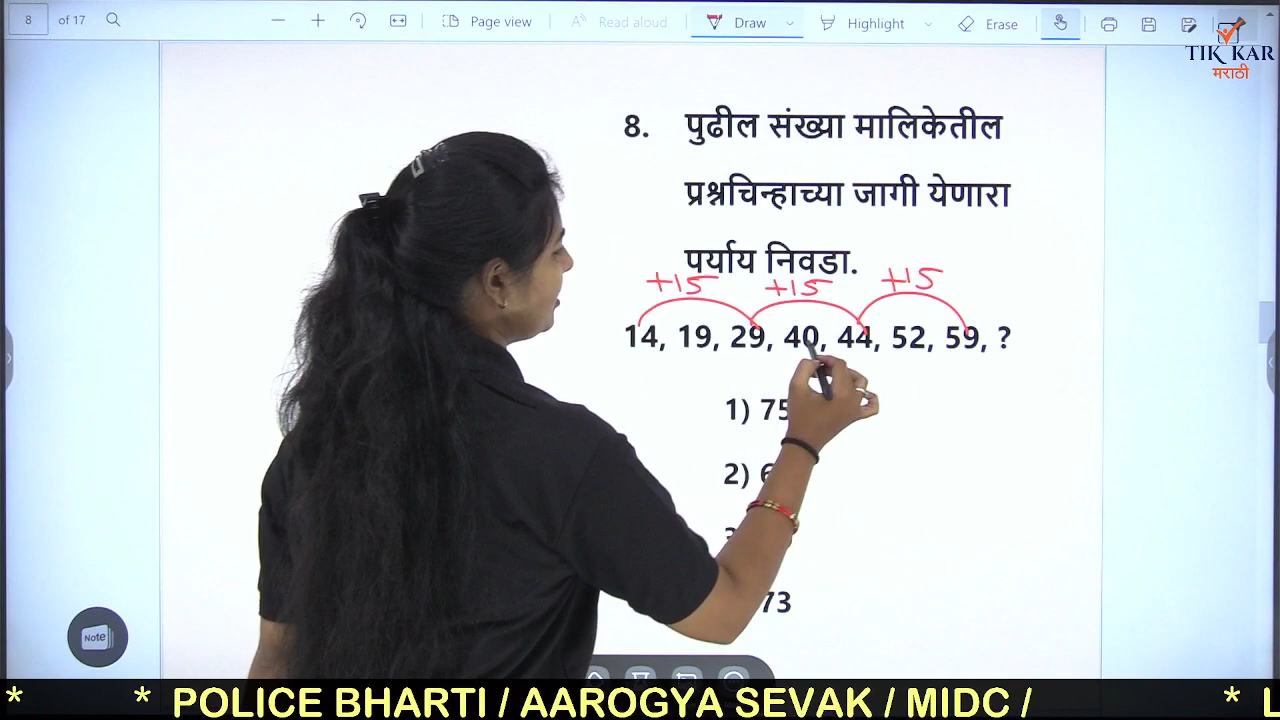 8 of 17 Page view Read aloud Draw Highlight Erase
TIK KAR
मराठी
8. पुढील संख्या मालिकेतील
प्रश्नचिन्हाच्या जागी येणारा
पर्याय निवडा.
+15 +15 +15
14, 19, 29, 40, 44, 52, 59, ?
1) 75
2)
73
Note
* * POLICE BHARTI / AAROGYA SEVAK / MIDC / * L